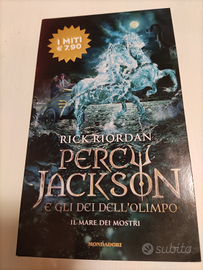 I MITI
€ 7,90
RICK RIORDAN
PERCY
JACKSON
E GLI DEI DELL'OLIMPO
IL MARE DEI MOSTRI
MONDADORI
subito